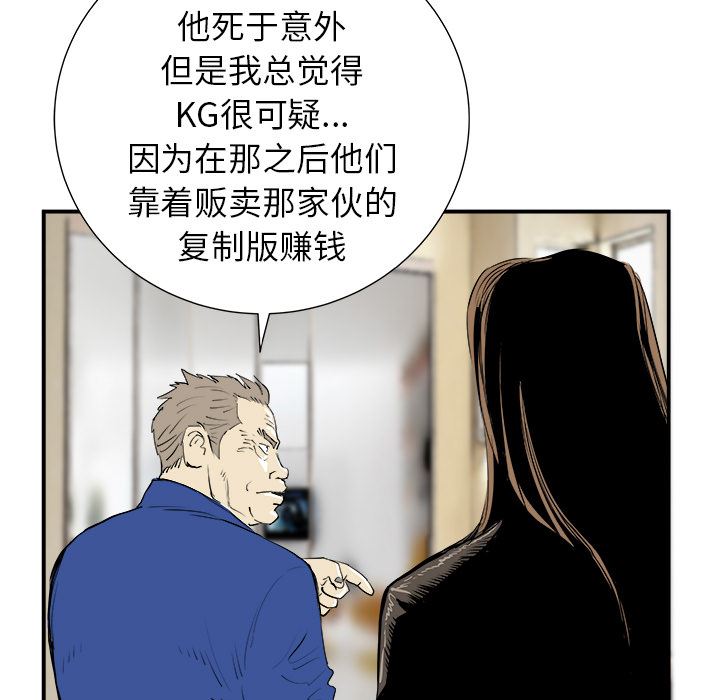 他死于意外
但是我总觉得
KG很可疑...
因为在那之后他们
靠着贩卖那家伙的
复制版赚钱